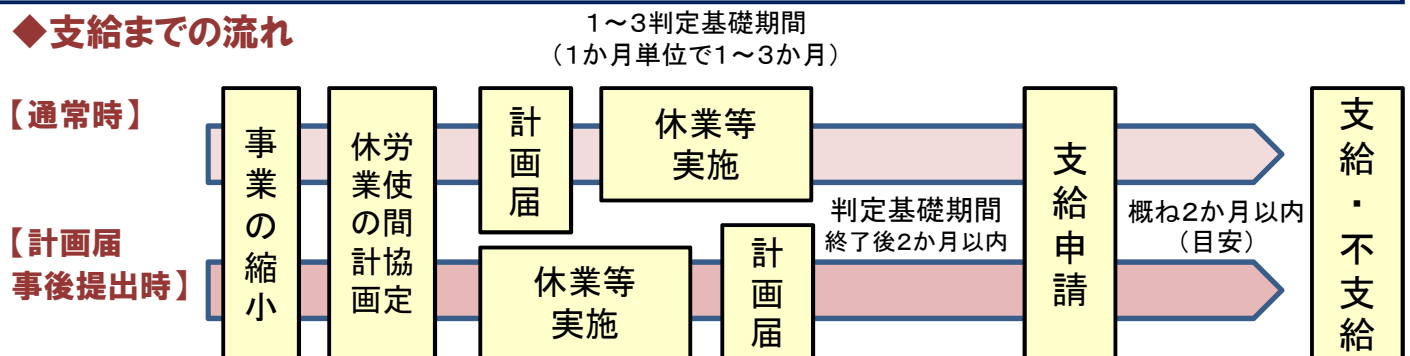 ◆支給までの流れ
1～3判定基礎期間
（1か月単位で1～3か月）
【通常時】
事業の縮小
労使間協定
休業の計画
計画届
休業等
実施
判定基礎期間
終了後2か月以内
支給申請
概ね2か月以内
（目安）
支給・不支給
【計画届
事後提出時】
休業等
実施
計画届